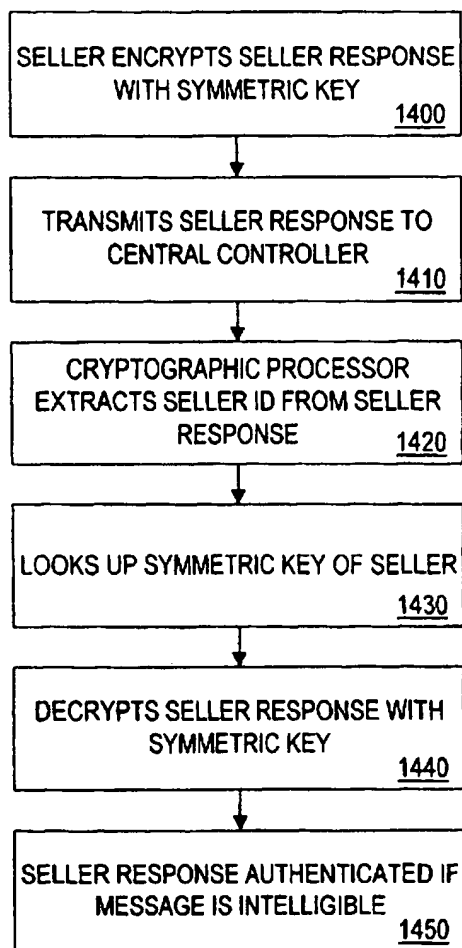 SELLER ENCRYPTS SELLER RESPONSE
WITH SYMMETRIC KEY
1400
TRANSMITS SELLER RESPONSE TO
CENTRAL CONTROLLER
1410
CRYPTOGRAPHIC PROCESSOR
EXTRACTS SELLER ID FROM SELLER
RESPONSE
1420
LOOKS UP SYMMETRIC KEY OF SELLER
1430
DECRYPTS SELLER RESPONSE WITH
SYMMETRIC KEY
1440
SELLER RESPONSE AUTHENTICATED IF
MESSAGE IS INTELLIGIBLE
1450